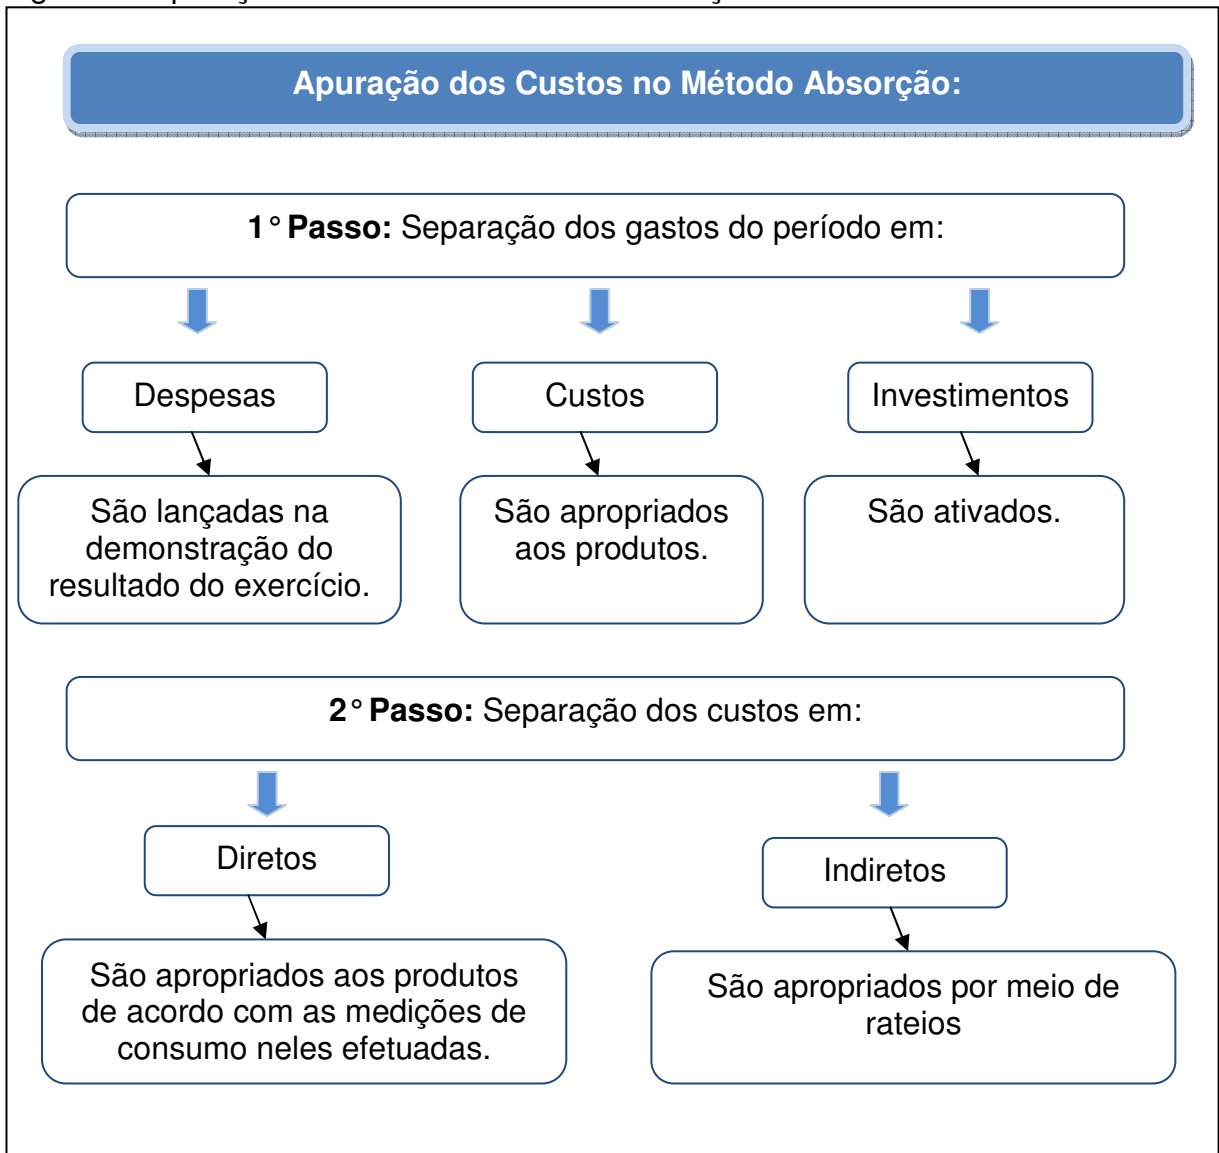 Apuração dos Custos no Método Absorção:
1° Passo: Separação dos gastos do período em:
Despesas
Custos
Investimentos
São lançadas na
demonstração do
resultado do exercício.
São apropriados
aos produtos.
São ativados.
2° Passo: Separação dos custos em:
Diretos
Indiretos
São apropriados aos produtos
de acordo com as medições de
consumo neles efetuadas.
São apropriados por meio de
rateios